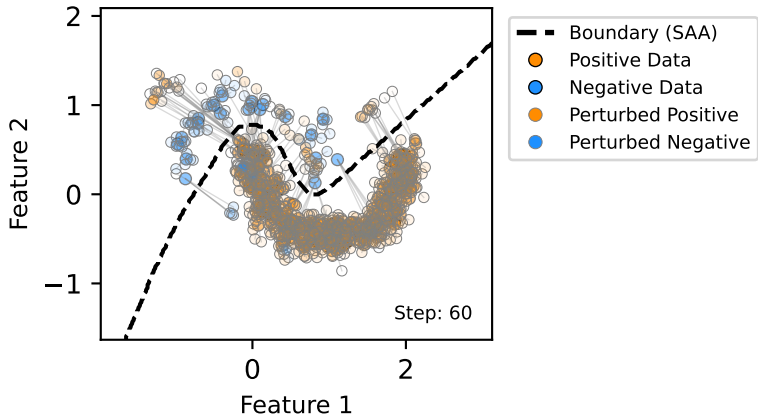 2
1
0
−1
Feature 2
0
2
Feature 1
Step: 60
Boundary (SAA)
Positive Data
Negative Data
Perturbed Positive
Perturbed Negative